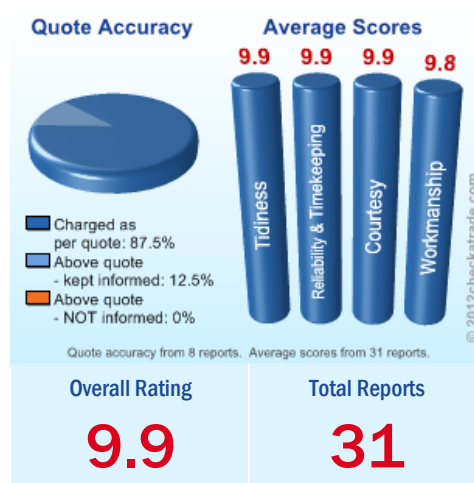 Quote Accuracy
Average Scores
9.9
9.9
9.9
9.8
Tidiness
Reliability & Timekeeping
Courtesy
Workmanship
Charged as
per quote: 87.5%
Above quote
- kept informed: 12.5%
Above quote
- NOT informed: 0%
© 2012checkatrade.com
Quote accuracy from 8 reports. Average scores from 31 reports.
Overall Rating
Total Reports
9.9
31